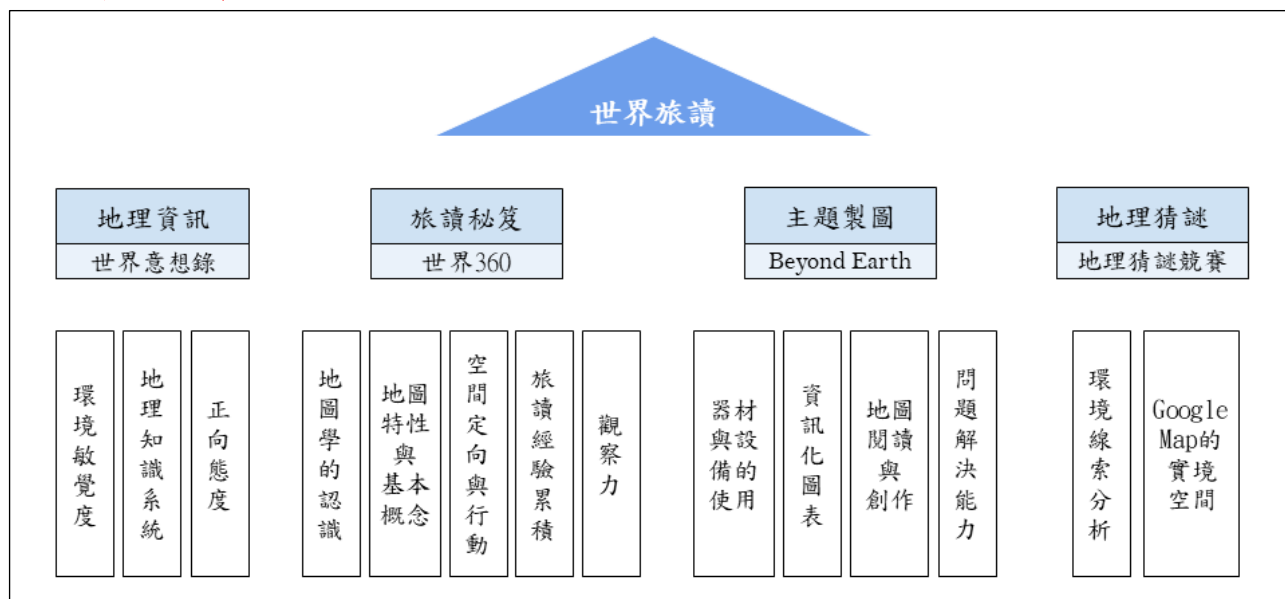 世界旅讀
地理資訊
世界意想錄
旅讀秘笈
世界360
主題製圖
Beyond Earth
地理猜謎
地理猜謎競賽
環境敏覺度
地理知識系統
正向態度
地圖學的認識
地圖
特性
與
基本
概念
空間定向與行動
旅讀經驗累積
觀察力
器材
與設
備的
使用
資訊化圖表
地圖
閱讀
與
創作
問題解決能力
環境線索分析
Google
Map的
實境
空間